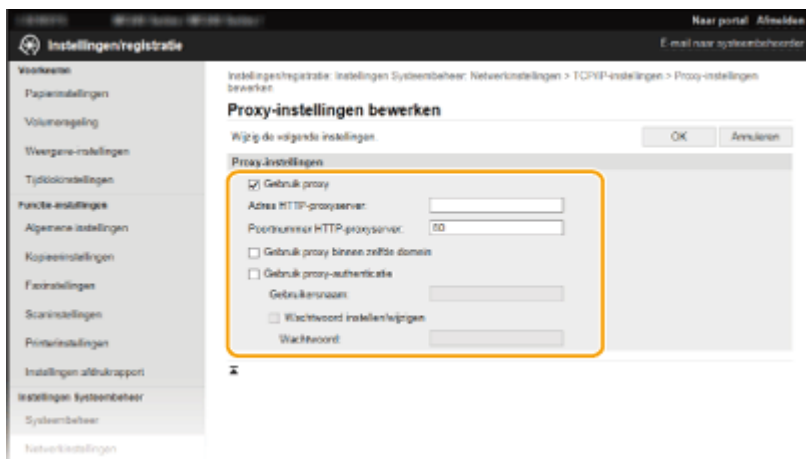 Naar portal Afmelden
Instellingen/registratie
E-mail naar systeembeheerder
Voorkeuren
Papierinstellingen
Volumeregeling
Weergave-instellingen
Tijdklokinstellingen
Functie-instellingen
Algemene instellingen
Kopieerinstellingen
Faxinstellingen
Scaninstellingen
Printerinstellingen
Instellingen afdrukrapport
Instellingen Systeembeheer
Systeembeheer
Netwerkinstellingen
Instellingen/registratie: Instellingen Systeembeheer: Netwerkinstellingen > TCP/IP-instellingen > Proxy-instellingen
bewerken
Proxy-instellingen bewerken
Wijzig de volgende instellingen.
OK Annuleren
Proxy-instellingen
Gebruik proxy
Adres HTTP-proxyserver:
Poortnummer HTTP-proxyserver: 80
Gebruik proxy binnen zelfde domein
Gebruik proxy-authenticatie
Gebruikersnaam:
Wachtwoord instellen/wijzigen
Wachtwoord: